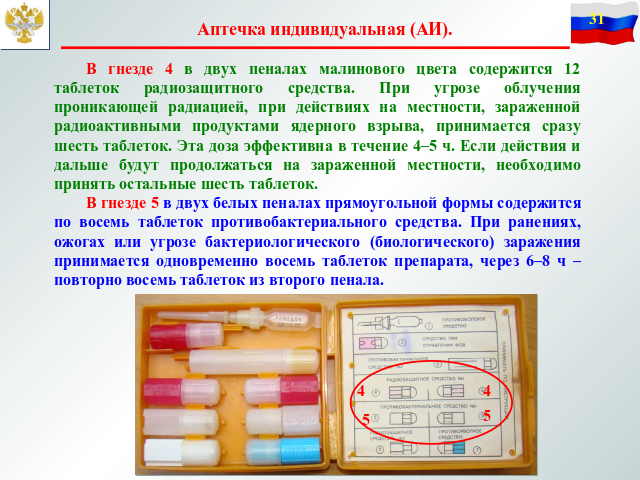 31
Аптечка индивидуальная (АИ).
В гнезде 4 в двух пеналах малинового цвета содержится 12
таблеток радиозащитного средства. При угрозе облучения
проникающей радиацией, при действиях на местности, зараженной
радиоактивными продуктами ядерного взрыва, принимается сразу
шесть таблеток. Эта доза эффективна в течение 4–5 ч. Если действия и
дальше будут продолжаться на зараженной местности, необходимо
принять остальные шесть таблеток.
В гнезде 5 в двух белых пеналах прямоугольной формы содержится
по восемь таблеток противобактериального средства. При ранениях,
ожогах или угрозе бактериологического (биологического) заражения
принимается одновременно восемь таблеток препарата, через 6–8 ч –
повторно восемь таблеток из второго пенала.
ПРОТИВОБОЛЕВОЕ
СРЕДСТВО
СРЕДСТВО ПРИ
ОТРАВЛЕНИИ ФОВ
ПРОТИВОБАКТЕРИАЛЬНОЕ
СРЕДСТВО
РАДИОЗАЩИТНОЕ СРЕДСТВО
4 4
ПРОТИВОБАКТЕРИАЛЬНОЕ СРЕДСТВО
5 5
СРЕДСТВО
ПРОТИВОРВОТНОЕ
СРЕДСТВО